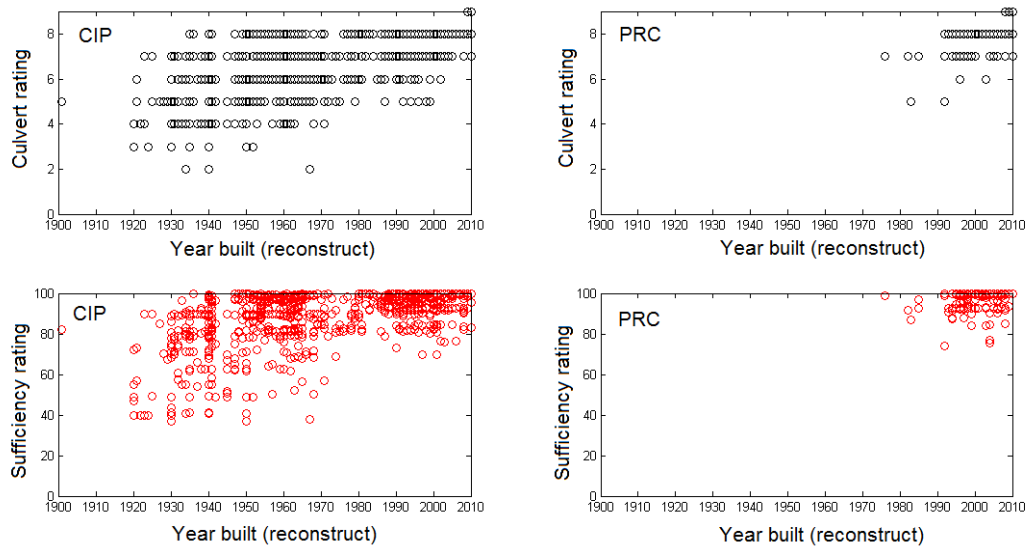 CIP
Culvert rating
8
6
4
2
0
1900 1910 1920 1930 1940 1950 1960 1970 1980 1990 2000 2010
Year built (reconstruct)
PRC
Culvert rating
8
6
4
2
0
1900 1910 1920 1930 1940 1950 1960 1970 1980 1990 2000 2010
Year built (reconstruct)
CIP
Sufficiency rating
100
80
60
40
20
0
1900 1910 1920 1930 1940 1950 1960 1970 1980 1990 2000 2010
Year built (reconstruct)
PRC
Sufficiency rating
100
80
60
40
20
0
1900 1910 1920 1930 1940 1950 1960 1970 1980 1990 2000 2010
Year built (reconstruct)